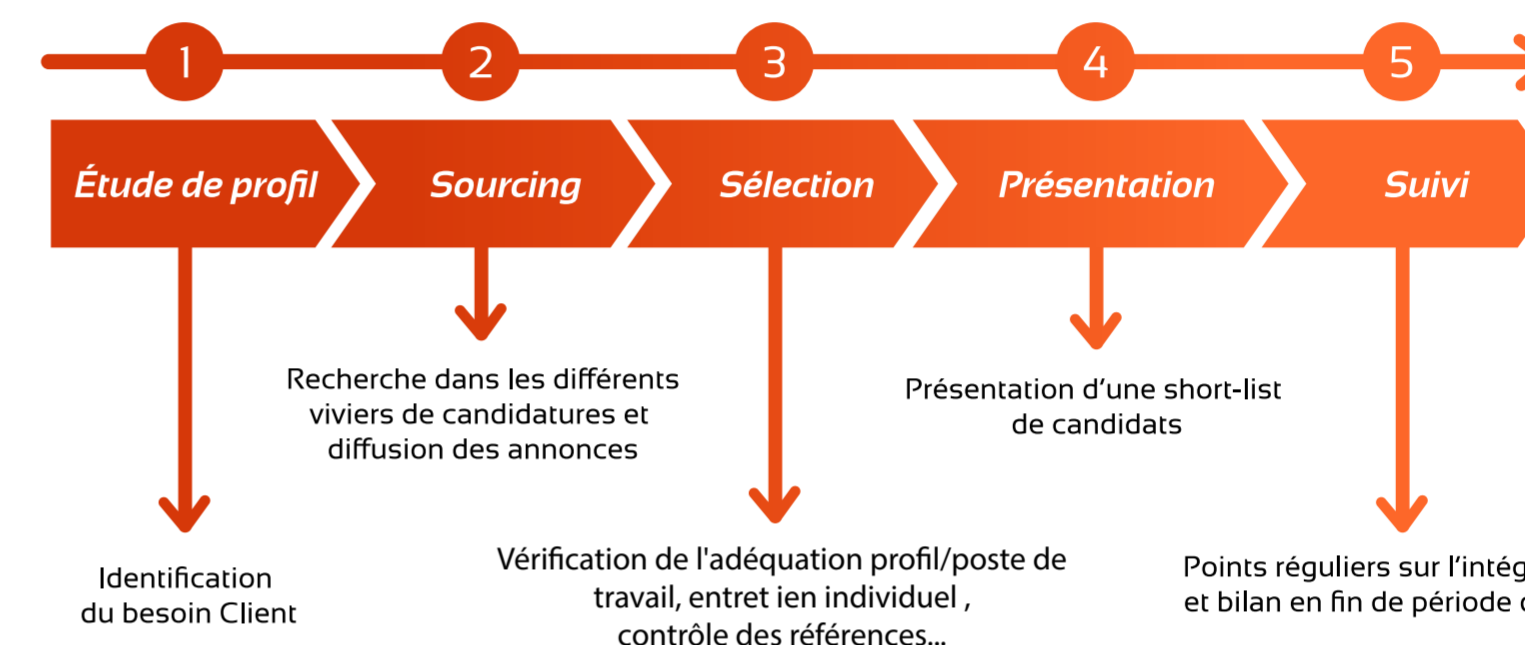 1
2
3
4
5
Étude de profil
Sourcing
Sélection
Présentation
Suivi
Recherche dans les différents
viviers de candidatures et
diffusion des annonces
Présentation d'une short-list
de candidats
Identification
du besoin Client
Vérification de l'adéquation profil/poste de
travail, entret ien individuel ,
contrôle des références...
Points réguliers sur
et bilan en fin de période